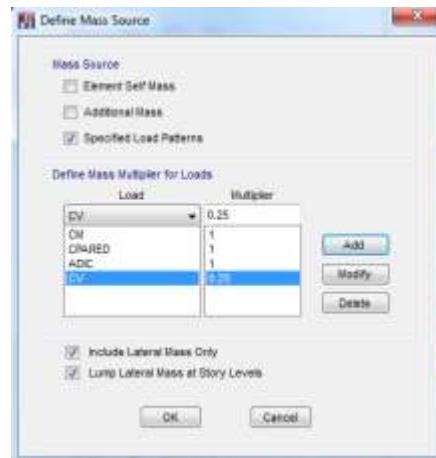 Define Mass Source
Mass Source
Element Self Mass
Additional Mass
Specified Load Patterns
Define Mass Multiplier for Loads
Load Multiplier
CV 0.25
CM 1
CPARED 1
ADIC 1
CV 0.25
Add
Modify
Delete
Include Lateral Mass Only
Lump Lateral Mass at Story Levels
OK Cancel